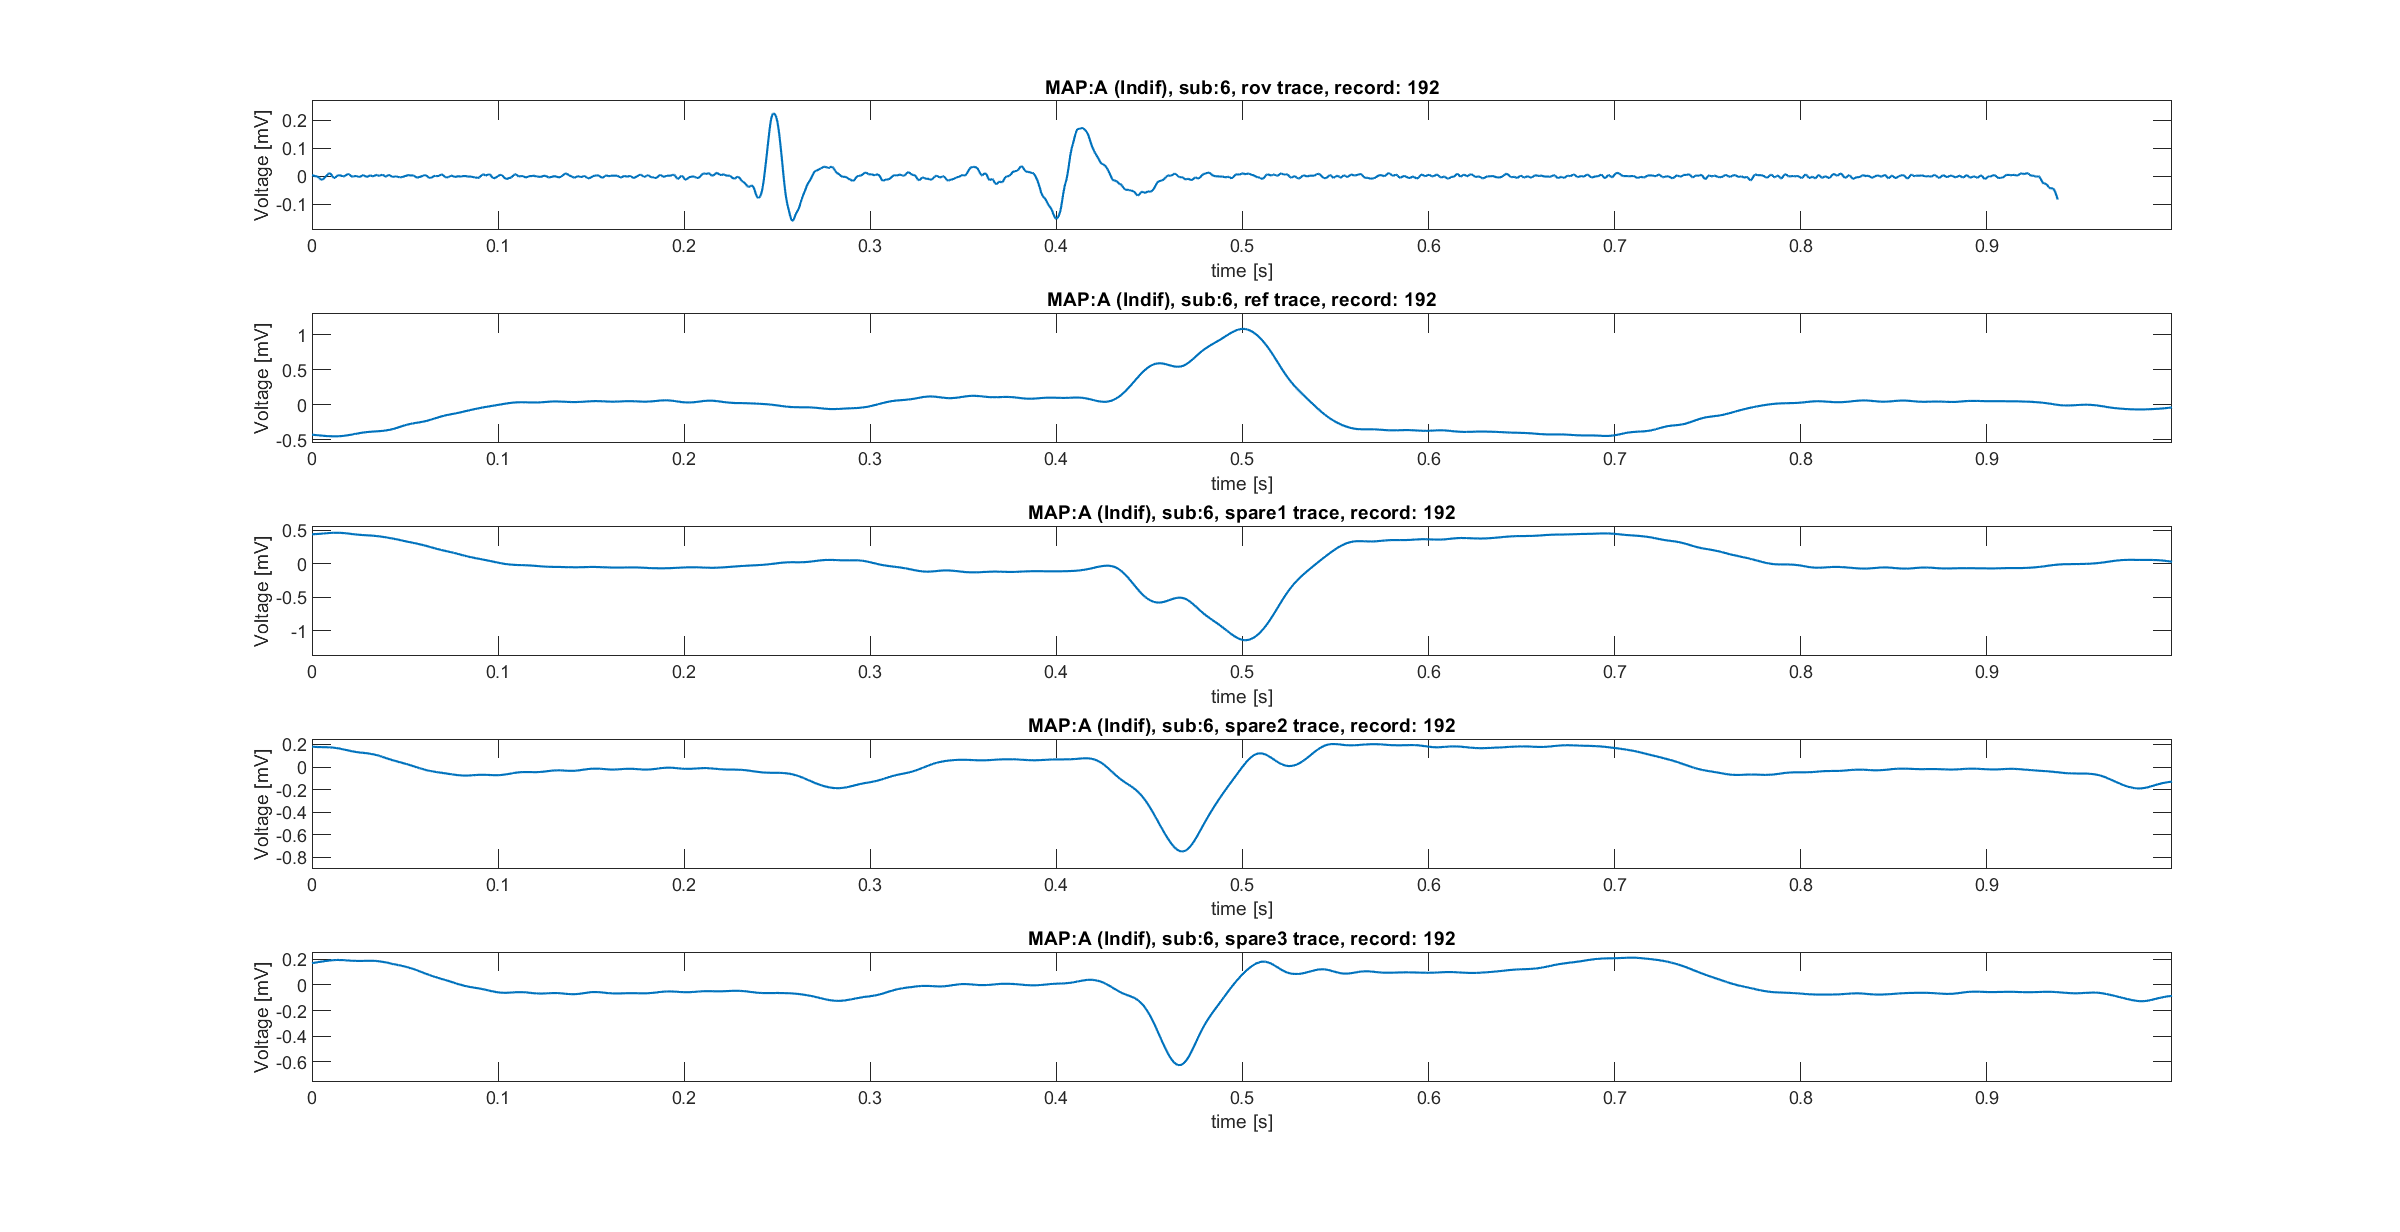 MAP:A (Indif), sub:6, rov trace, record: 192
Voltage [mV]
0.2
0.1
0
-0.1
0 0.1 0.2 0.3 0.4 0.5 0.6 0.7 0.8 0.9
time [s]
MAP:A (Indif), sub:6, ref trace, record: 192
Voltage [mV]
1
0.5
0
-0.5
0 0.1 0.2 0.3 0.4 0.5 0.6 0.7 0.8 0.9
time [s]
MAP:A (Indif), sub:6, spare1 trace, record: 192
Voltage [mV]
0.5
0
-0.5
-1
0 0.1 0.2 0.3 0.4 0.5 0.6 0.7 0.8 0.9
time [s]
MAP:A (Indif), sub:6, spare2 trace, record: 192
Voltage [mV]
0.2
0
-0.2
-0.4
-0.6
-0.8
0 0.1 0.2 0.3 0.4 0.5 0.6 0.7 0.8 0.9
time [s]
MAP:A (Indif), sub:6, spare3 trace, record: 192
Voltage [mV]
0.2
0
-0.2
-0.4
-0.6
0 0.1 0.2 0.3 0.4 0.5 0.6 0.7 0.8 0.9
time [s]